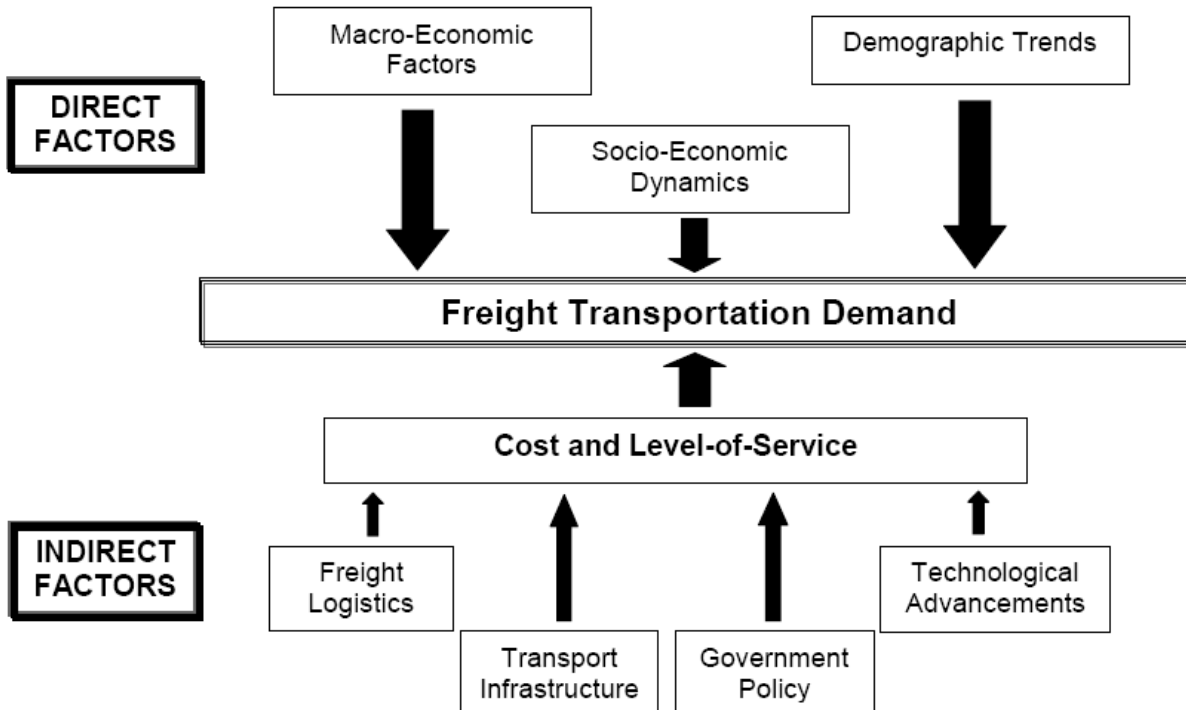 Macro-Economic
Factors
Demographic Trends
DIRECT
FACTORS
Socio-Economic
Dynamics
Freight Transportation Demand
Cost and Level-of-Service
INDIRECT
FACTORS
Freight
Logistics
Technological
Advancements
Transport
Infrastructure
Government
Policy